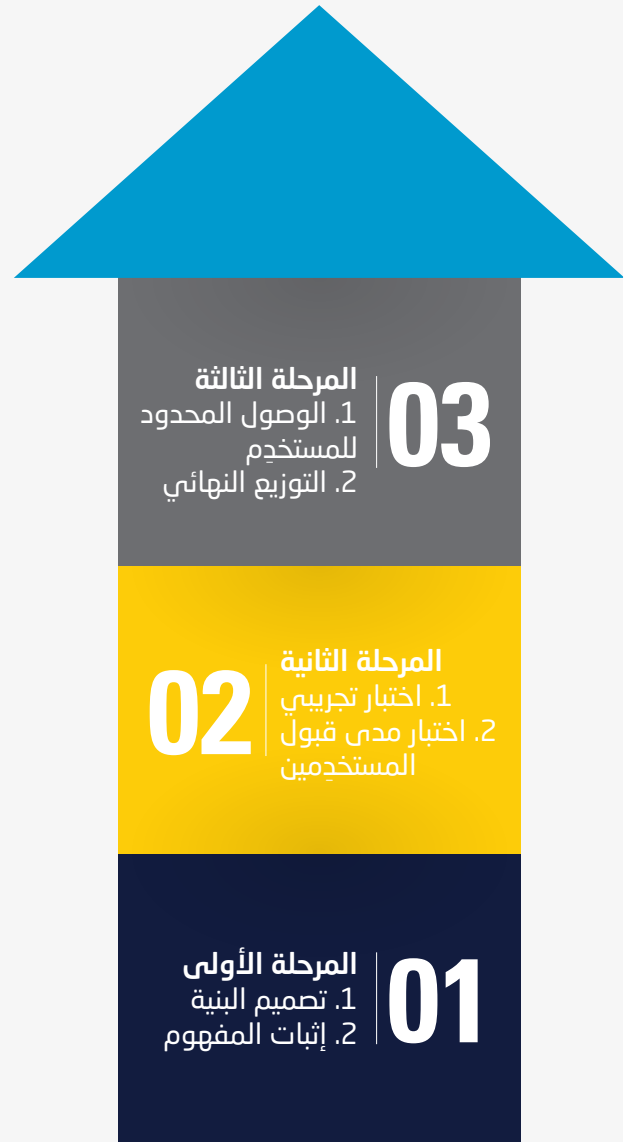 03
المرحلة الثالثة
1. الوصول المحدود
للمستخدِم
2. التوزيع النهائي
02
المرحلة الثانية
1. اختبار تجريبي
2. اختبار مدى قبول
المستخدِمين
01
المرحلة الأولى
1. تصميم البنية
2. إثبات المفهوم